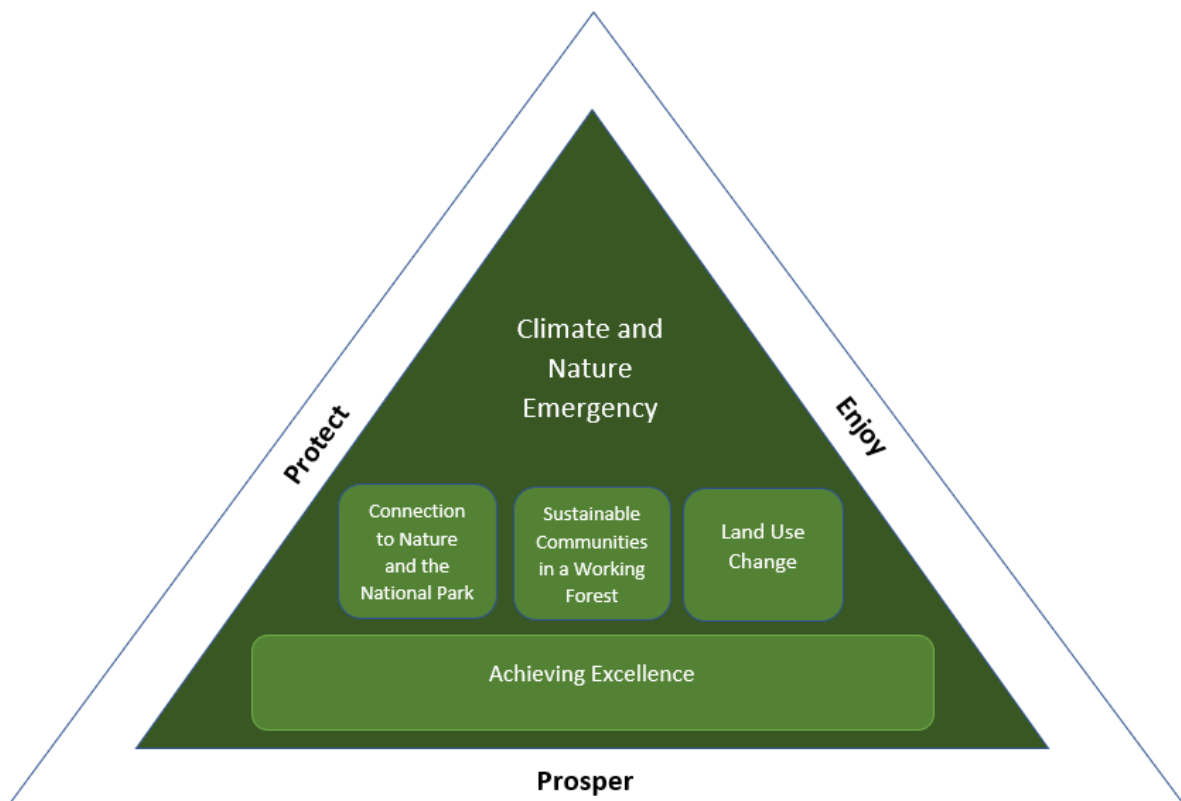 Climate and
Nature
Emergency
Protect
Enjoy
Connection
to Nature
and the
National Park
Sustainable
Communities
in a Working
Forest
Land Use
Change
Achieving Excellence
Prosper